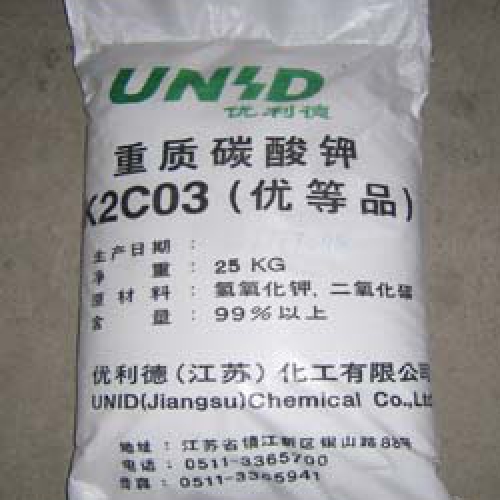 UNID
优利德
重质碳酸钾
K2CO3(优等品)
生产日期:
净 重: 25 KG
原材料: 氢氧化钾, 二氧化碳
含 量: 99%以上
优利德(江苏)化工有限公司
UNID(Jiangsu)Chemical Co.,Ltd
地址: 江苏省镇江新区银山路88号
电话: 0511-3365700
传真: 0511-3365941